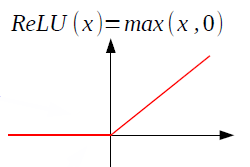 ReLU (x)=max(x ,0)